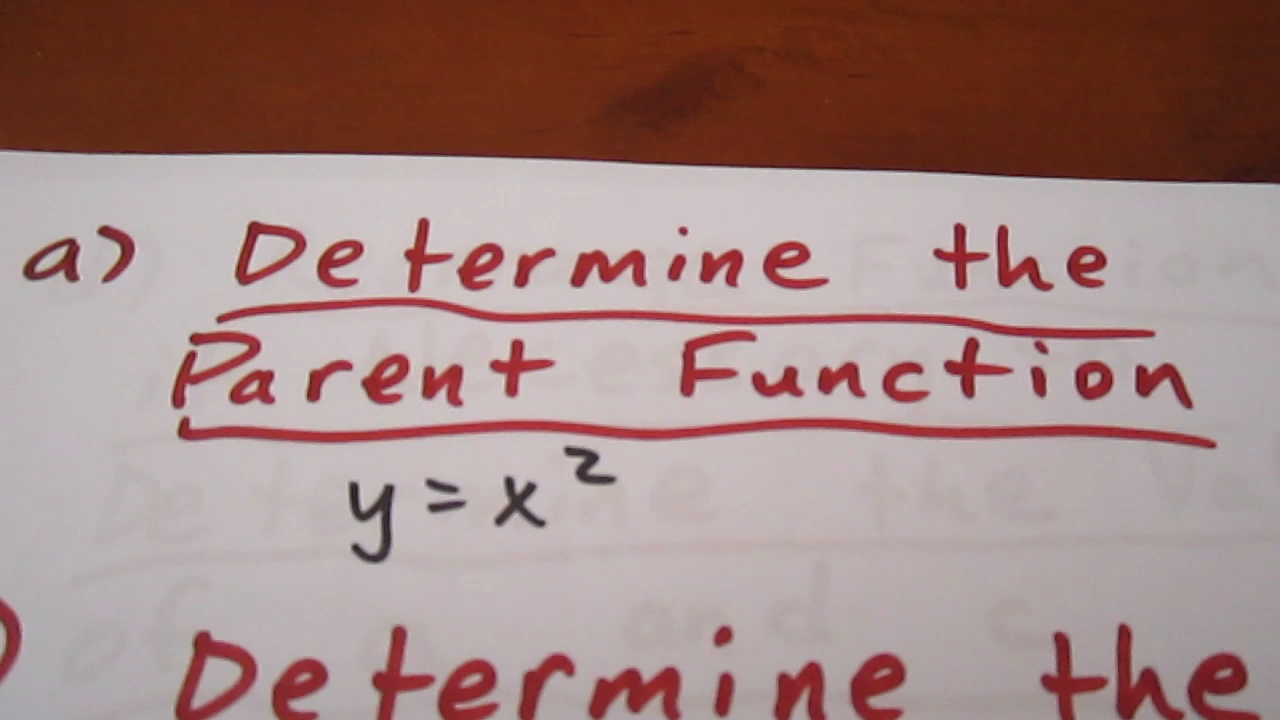 a) Determine the
Parent Function
y = x²
Determine the